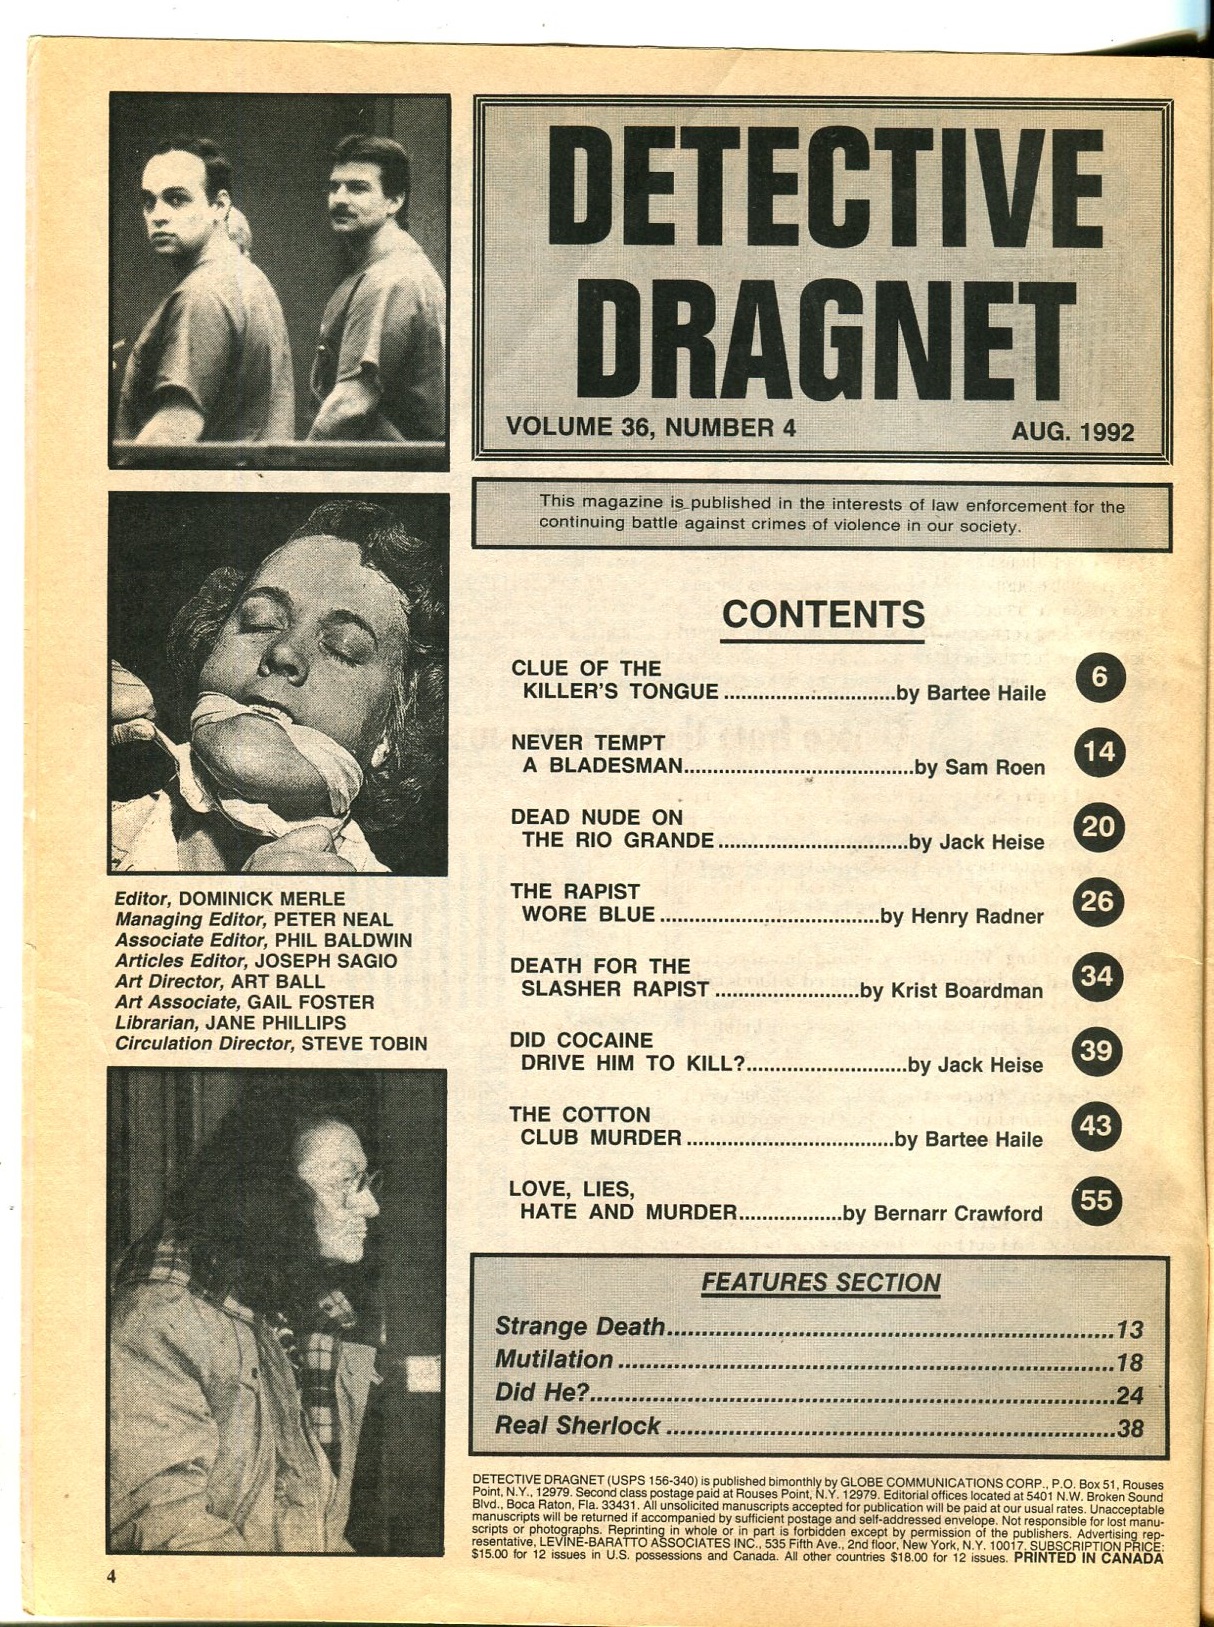 DETECTIVE
DRAGNET
VOLUME 36, NUMBER 4 AUG. 1992
This magazine is published in the interests of law enforcement for the
continuing battle against crimes of violence in our society.
CONTENTS
CLUE OF THE
KILLER'S TONGUE ........................by Bartee Haile 6
NEVER TEMPT
A BLADESMAN........................by Sam Roen 14
DEAD NUDE ON
THE RIO GRANDE ........................by Jack Heise 20
THE RAPIST
WORE BLUE ........................by Henry Radner 26
DEATH FOR THE
SLASHER RAPIST ........................by Krist Boardman 34
DID COCAINE
DRIVE HIM TO KILL?........................by Jack Heise 39
THE COTTON
CLUB MURDER ........................by Bartee Haile 43
LOVE, LIES,
HATE AND MURDER..................by Bernarr Crawford 55
Editor, DOMINICK MERLE
Managing Editor, PETER NEAL
Associate Editor, PHIL BALDWIN
Articles Editor, JOSEPH SAGIO
Art Director, ART BALL
Art Associate, GAIL FOSTER
Librarian, JANE PHILLIPS
Circulation Director, STEVE TOBIN
FEATURES SECTION
Strange Death........................13
Mutilation ........................18
Did He?........................24
Real Sherlock ........................38
DETECTIVE DRAGNET (USPS 156-340) is published bimonthly by GLOBE COMMUNICATIONS CORP., P.O. Box 51, Rouses
Point, N.Y., 12979. Second class postage paid at Rouses Point, N.Y. 12979. Editorial offices located at 5401 N.W. Broken Sound
Blvd., Boca Raton, Fla. 33431. All unsolicited manuscripts accepted for publication will be paid at our usual rates. Unacceptable
manuscripts will be returned if accompanied by sufficient postage and self-addressed envelope. Not responsible for lost manu-
scripts or photographs. Reprinting in whole or in part is forbidden except by permission of the publishers. Advertising rep-
resentative, LEVINE-BARATTO ASSOCIATES INC., 535 Fifth Ave., 2nd floor, New York, N.Y. 10017. SUBSCRIPTION PRICE:
$15.00 for 12 issues in U.S. possessions and Canada. All other countries $18.00 for 12 issues. PRINTED IN CANADA
4